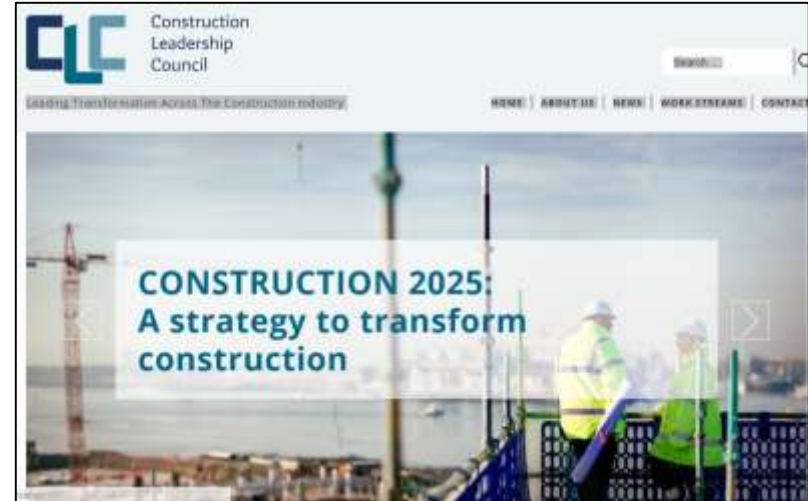 CLC
Construction
Leadership
Council
Search ...
Leading Transformation Across The Construction Industry
HOME | ABOUT US | NEWS | WORK STREAMS | CONTACT
CONSTRUCTION 2025:
A strategy to transform
construction